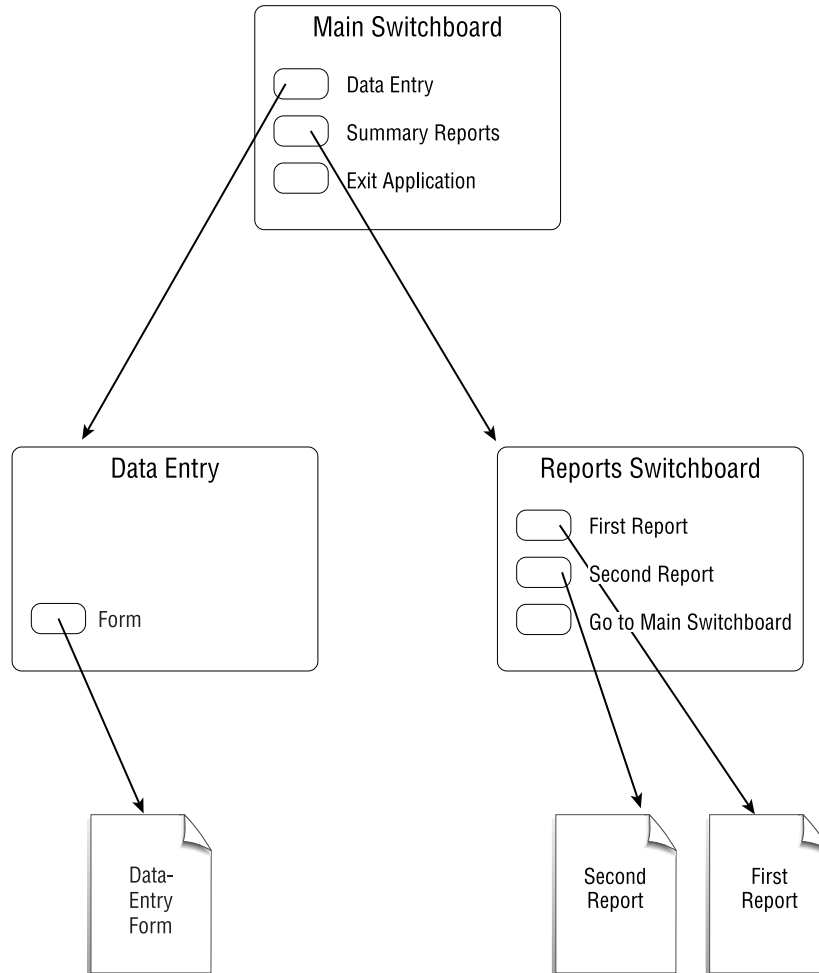 Main Switchboard
Data Entry
Summary Reports
Exit Application
Data Entry
Form
Reports Switchboard
First Report
Second Report
Go to Main Switchboard
Data-
Entry
Form
Second
Report
First
Report